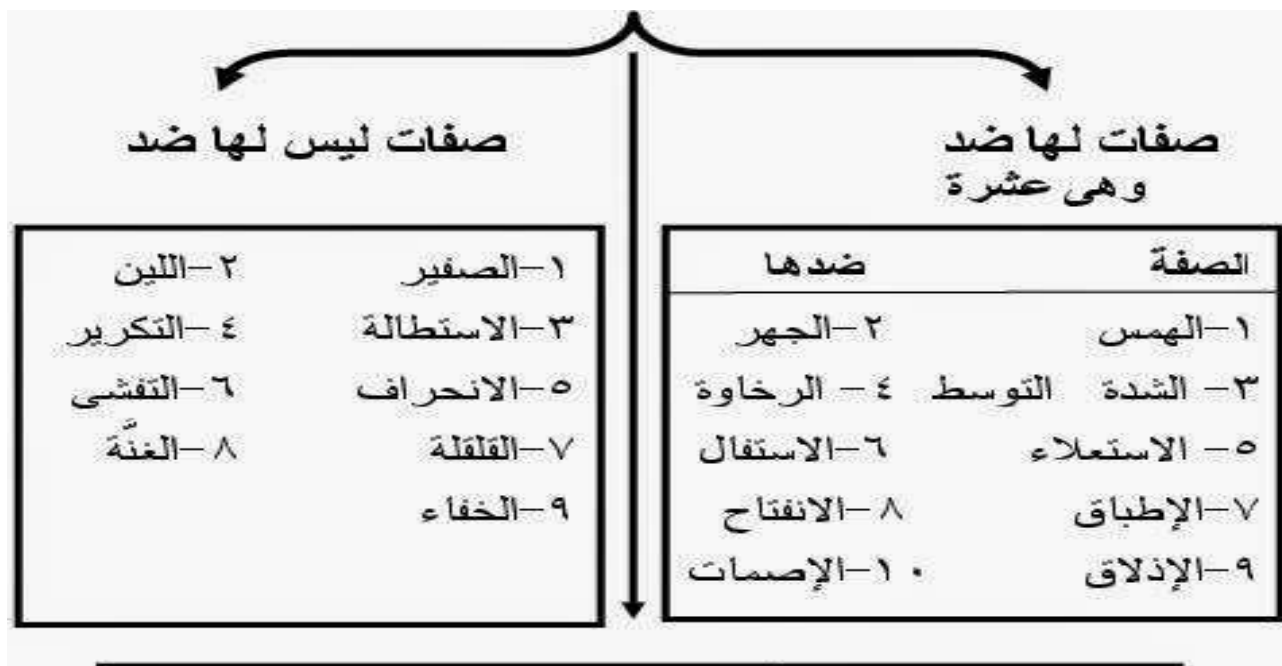 صفات لها ضد
وهى عشرة
الصفة ضدها
١-الهمس ٢-الجهر
٣- الشدة التوسط ٤- الرخاوة
٥- الاستعلاء ٦-الاستفال
٧-الإطباق ٨-الانفتاح
٩-الإذلاق ١٠-الإصمات
صفات ليس لها ضد
١-الصفير ٢-اللين
٣-الاستطالة ٤-التكرير
٥-الانحراف ٦-التفشى
٧-القلقلة ٨-الغنَّة
٩-الخفاء